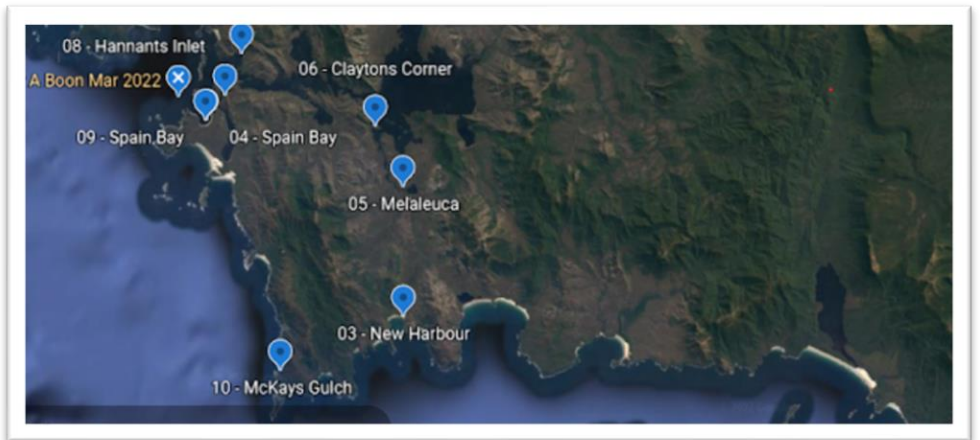 08 - Hannants Inlet
06 - Claytons Corner
A Boon Mar 2022
09 - Spain Bay
04 - Spain Bay
05 - Melaleuca
03 - New Harbour
10 - McKays Gulch